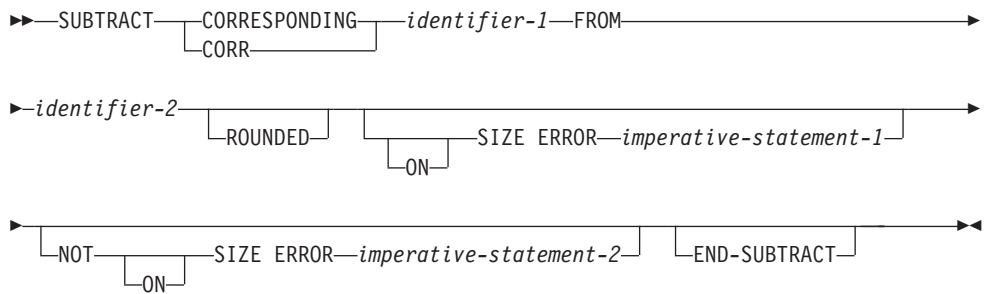 SUBTRACT CORRESPONDING identifier-1 FROM
CORR
identifier-2
ROUNDED SIZE ERROR imperative-statement-1
ON
NOT SIZE ERROR imperative-statement-2 END-SUBTRACT
ON